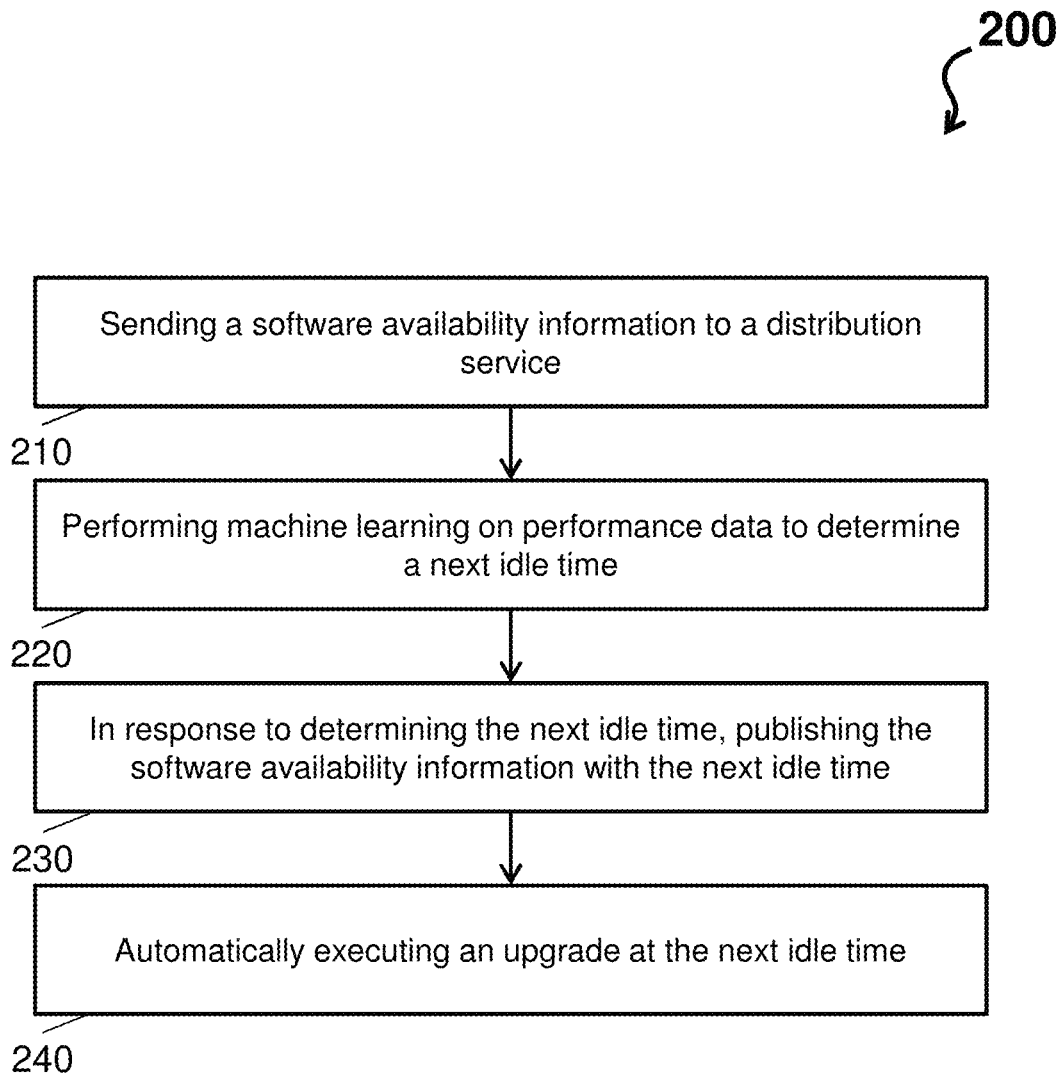 200
Sending a software availability information to a distribution
service
210
Performing machine learning on performance data to determine
a next idle time
220
In response to determining the next idle time, publishing the
software availability information with the next idle time
230
Automatically executing an upgrade at the next idle time
240